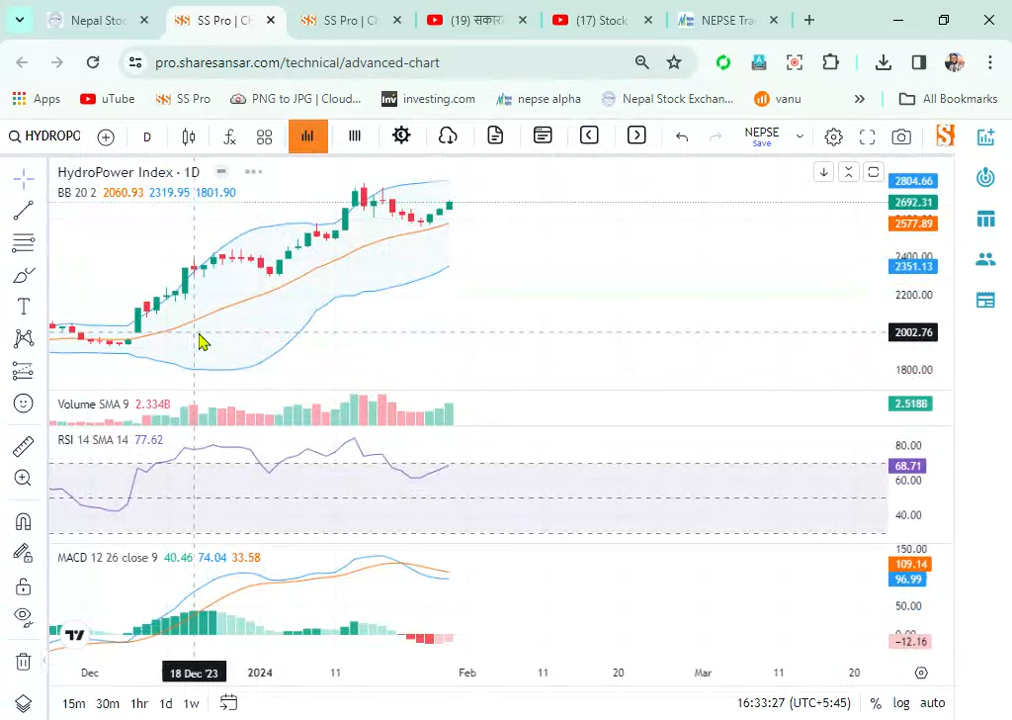 Nepal Stoc
SS Pro | Cl
SS Pro | Cl
(19) सकार
(17) Stock
NEPSE Tra
pro.sharesansar.com/technical/advanced-chart
Apps
uTube
SS Pro
PNG to JPG | Cloud...
Inv investing.com
nepse alpha
Nepal Stock Exchan...
vanu
»
All Bookmarks
HYDROPO
D
NEPSE
Save
HydroPower Index · 1D
BB 20 2 2060.93 2319.95 1801.90
2804.66
2692.31
2577.89
2400.00
2351.13
2200.00
2002.76
1800.00
Volume SMA 9 2.334B
2.518B
RSI 14 SMA 14 77.62
80.00
68.71
60.00
40.00
MACD 12 26 close 9 40.46 74.04 33.58
150.00
109.14
96.99
50.00
−12.16
Dec 18 Dec '23 2024 11 Feb 11 20 Mar 11 20
15m 30m 1hr 1d 1w
16:33:27 (UTC+5:45) % log auto